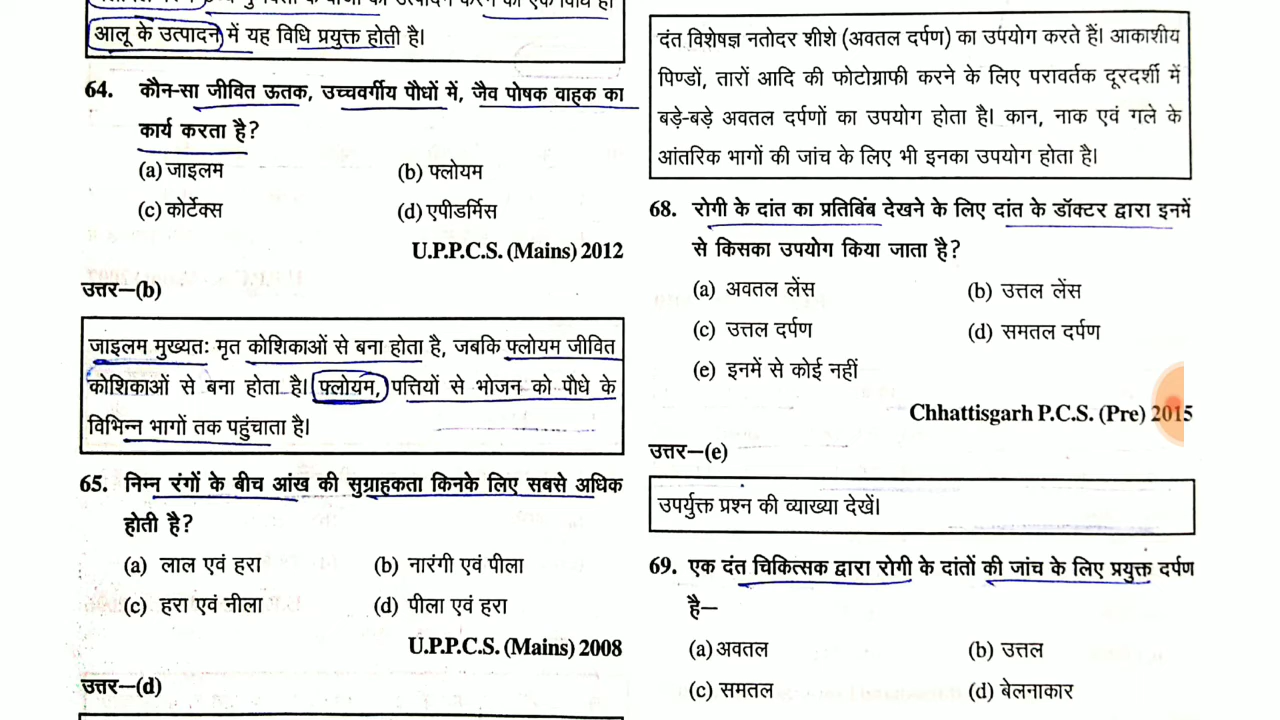 आलू के उत्पादन में यह विधि प्रयुक्त होती है।
64. कौन-सा जीवित ऊतक, उच्चवर्गीय पौधों में, जैव पोषक वाहक का
कार्य करता है?
(a) जाइलम (b) फ्लोयम
(c) कोर्टेक्स (d) एपीडर्मिस
U.P.P.C.S. (Mains) 2012
उत्तर—(b)
जाइलम मुख्यतः मृत कोशिकाओं से बना होता है, जबकि फ्लोयम जीवित
कोशिकाओं से बना होता है। फ्लोयम, पत्तियों से भोजन को पौधे के
विभिन्न भागों तक पहुंचाता है।
65. निम्न रंगों के बीच आंख की सुग्राहकता किनके लिए सबसे अधिक
होती है?
(a) लाल एवं हरा (b) नारंगी एवं पीला
(c) हरा एवं नीला (d) पीला एवं हरा
U.P.P.C.S. (Mains) 2008
उत्तर—(d)
दंत विशेषज्ञ नतोदर शीशे (अवतल दर्पण) का उपयोग करते हैं। आकाशीय
पिण्डों, तारों आदि की फोटोग्राफी करने के लिए परावर्तक दूरदर्शी में
बड़े-बड़े अवतल दर्पणों का उपयोग होता है। कान, नाक एवं गले के
आंतरिक भागों की जांच के लिए भी इनका उपयोग होता है।
68. रोगी के दांत का प्रतिबिंब देखने के लिए दांत के डॉक्टर द्वारा इनमें
से किसका उपयोग किया जाता है?
(a) अवतल लेंस (b) उत्तल लेंस
(c) उत्तल दर्पण (d) समतल दर्पण
(e) इनमें से कोई नहीं
Chhattisgarh P.C.S. (Pre) 2015
उत्तर—(e)
उपर्युक्त प्रश्न की व्याख्या देखें।
69. एक दंत चिकित्सक द्वारा रोगी के दांतों की जांच के लिए प्रयुक्त दर्पण
है—
(a) अवतल (b) उत्तल
(c) समतल (d) बेलनाकार